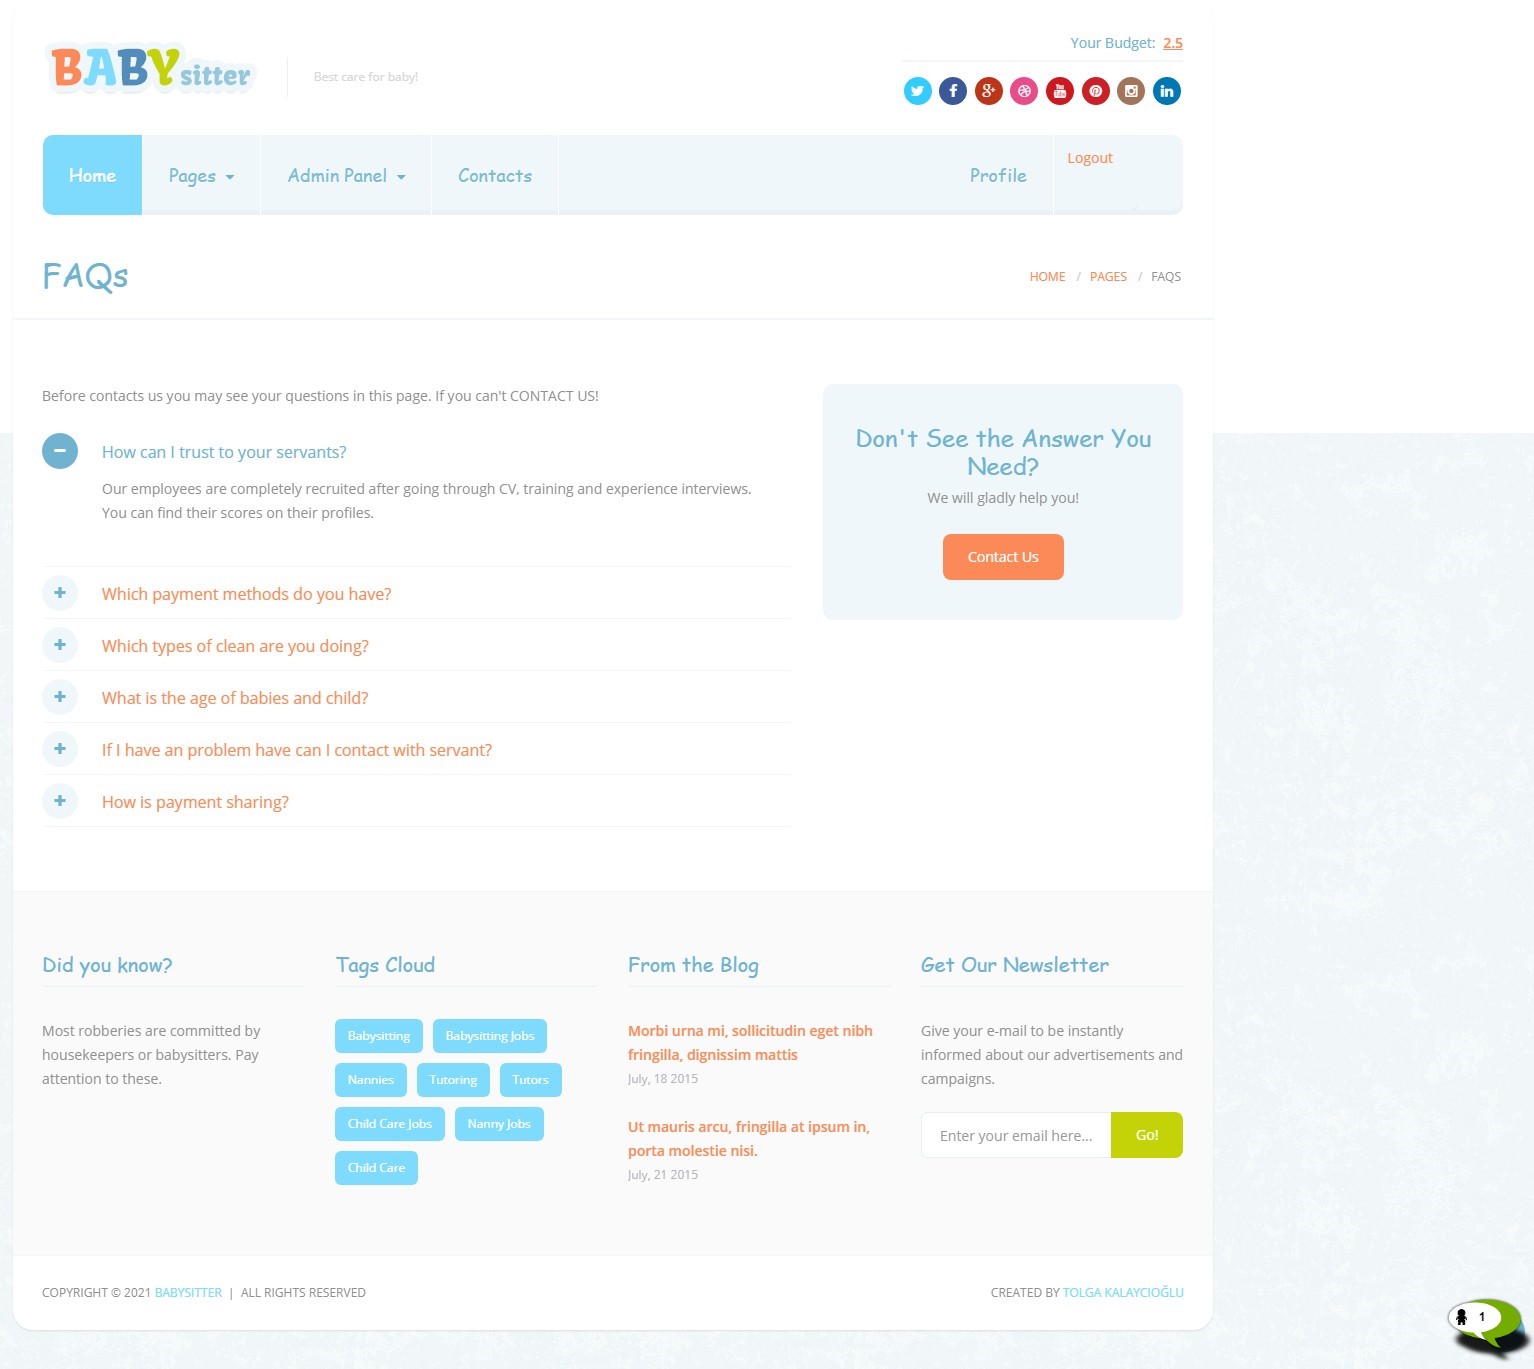 BABY sitter
Best care for baby!
Your Budget: 2.5
Home
Pages
Admin Panel
Contacts
Profile
Logout
FAQs
HOME / PAGES / FAQS
Before contacts us you may see your questions in this page. If you can't CONTACT US!
How can I trust to your servants?
Our employees are completely recruited after going through CV, training and experience interviews.
You can find their scores on their profiles.
Which payment methods do you have?
Which types of clean are you doing?
What is the age of babies and child?
If I have an problem have can I contact with servant?
How is payment sharing?
Don't See the Answer You
Need?
We will gladly help you!
Contact Us
Did you know?
Most robberies are committed by
housekeepers or babysitters. Pay
attention to these.
Tags Cloud
Babysitting
Babysitting Jobs
Nannies
Tutoring
Tutors
Child Care Jobs
Nanny Jobs
Child Care
From the Blog
Morbi urna mi, sollicitudin eget nibh
fringilla, dignissim mattis
July, 18 2015
Ut mauris arcu, fringilla at ipsum in,
porta molestie nisi.
July, 21 2015
Get Our Newsletter
Give your e-mail to be instantly
informed about our advertisements and
campaigns.
Enter your email here...
Go!
COPYRIGHT © 2021 BABYSITTER | ALL RIGHTS RESERVED
CREATED BY TOLGA KALAYCIOĞLU
1